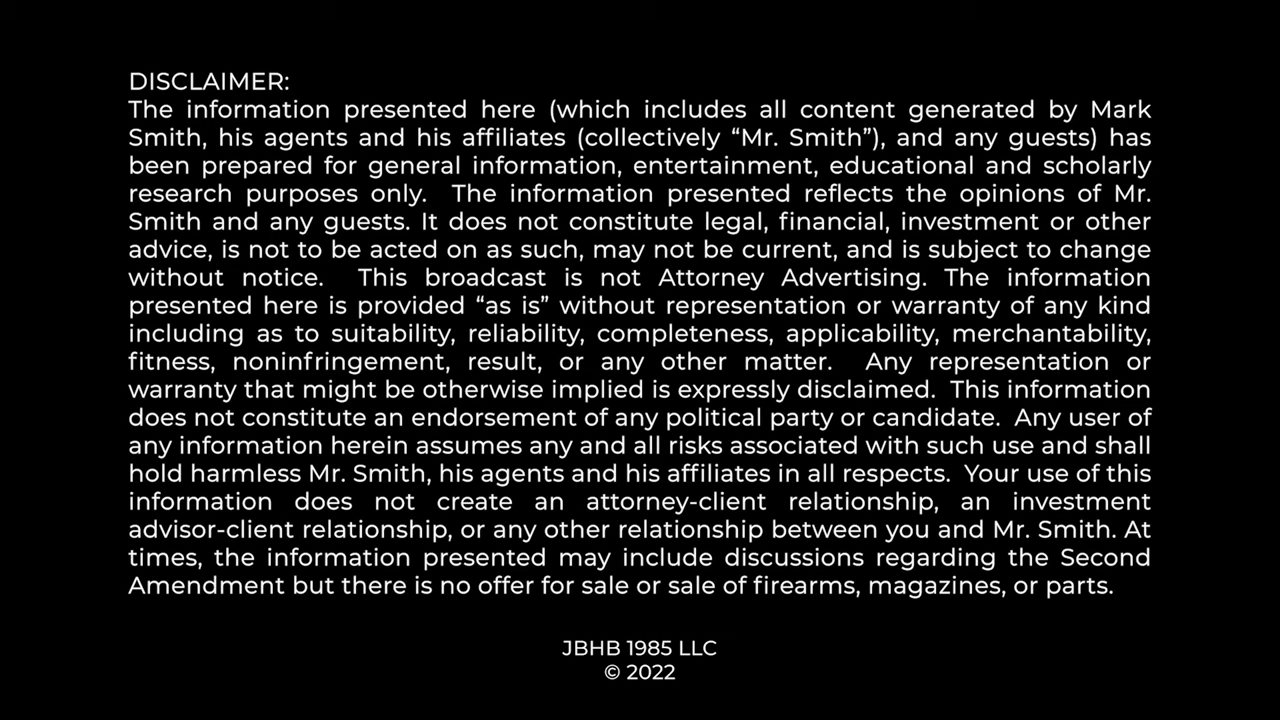 DISCLAIMER:
The information presented here (which includes all content generated by Mark
Smith, his agents and his affiliates (collectively “Mr. Smith”), and any guests) has
been prepared for general information, entertainment, educational and scholarly
research purposes only.  The information presented reflects the opinions of Mr.
Smith and any guests. It does not constitute legal, financial, investment or other
advice, is not to be acted on as such, may not be current, and is subject to change
without notice.  This broadcast is not Attorney Advertising. The information
presented here is provided “as is” without representation or warranty of any kind
including as to suitability, reliability, completeness, applicability, merchantability,
fitness, noninfringement, result, or any other matter.  Any representation or
warranty that might be otherwise implied is expressly disclaimed.  This information
does not constitute an endorsement of any political party or candidate.  Any user of
any information herein assumes any and all risks associated with such use and shall
hold harmless Mr. Smith, his agents and his affiliates in all respects.  Your use of this
information does not create an attorney-client relationship, an investment
advisor-client relationship, or any other relationship between you and Mr. Smith. At
times, the information presented may include discussions regarding the Second
Amendment but there is no offer for sale or sale of firearms, magazines, or parts.
JBHB 1985 LLC
© 2022